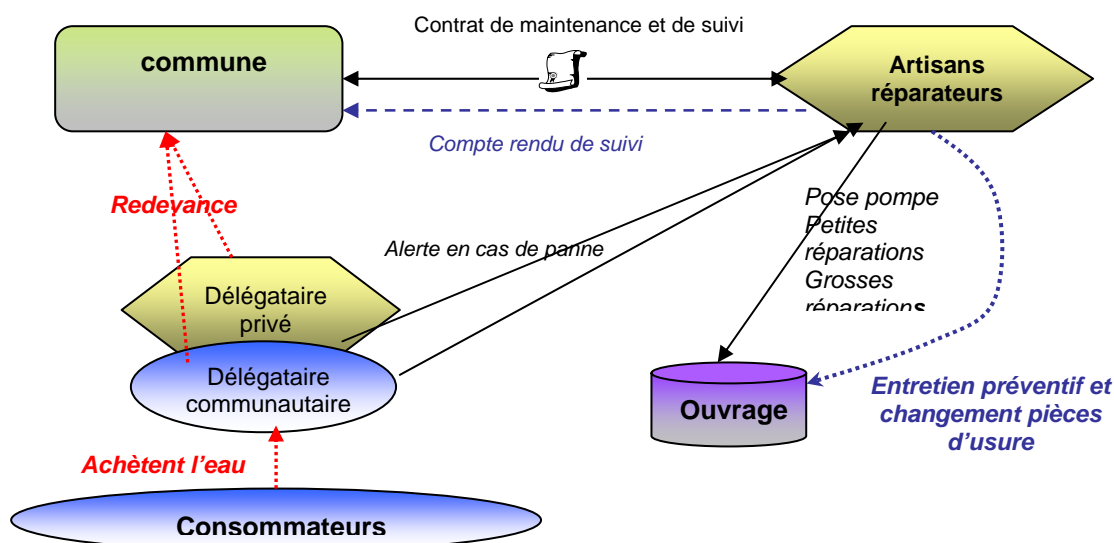 Contrat de maintenance et de suivi
commune
Artisans
réparateurs
Compte rendu de suivi
Redevance
Pose pompe
Petites
réparations
Grosses
réparations
Alerte en cas de panne
Délégataire
privé
Délégataire
communautaire
Ouvrage
Entretien préventif et
changement pièces
d’usure
Achètent l’eau
Consommateurs